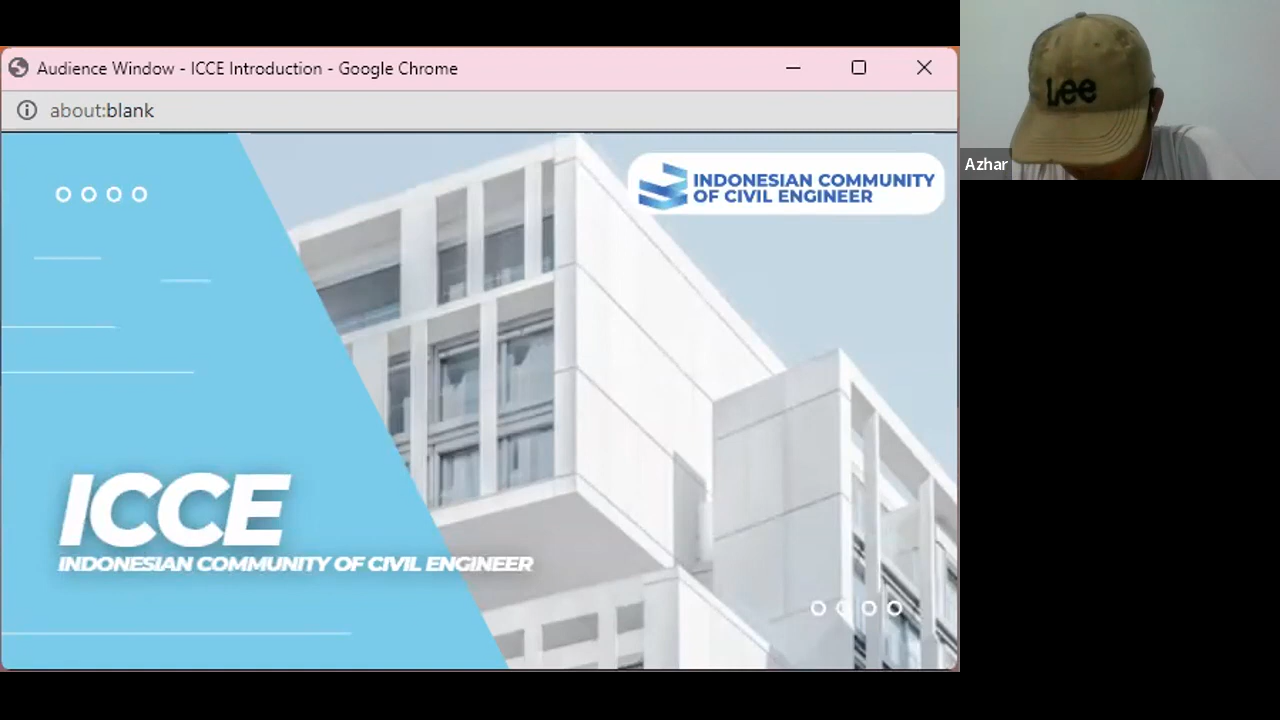 Audience Window - ICCE Introduction - Google Chrome
about:blank
INDONESIAN COMMUNITY
OF CIVIL ENGINEER
Lee
Azhar
ICCE
INDONESIAN COMMUNITY OF CIVIL ENGINEER